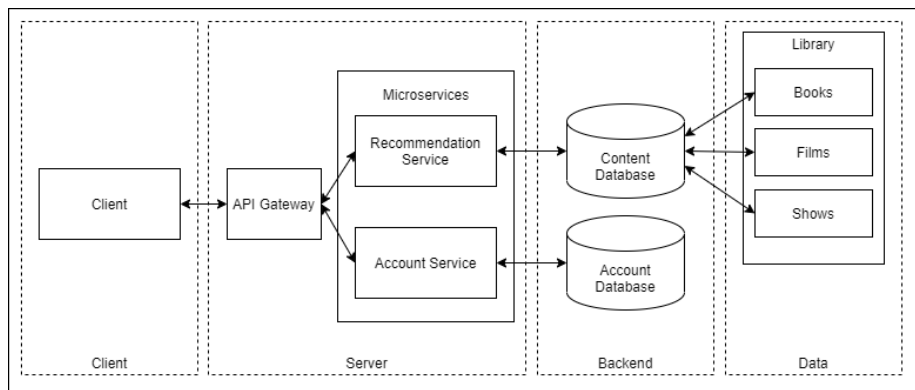 Library
Microservices
Books
Recommendation
Service
Content
Database
Films
Client
API Gateway
Shows
Account Service
Account
Database
Client
Server
Backend
Data